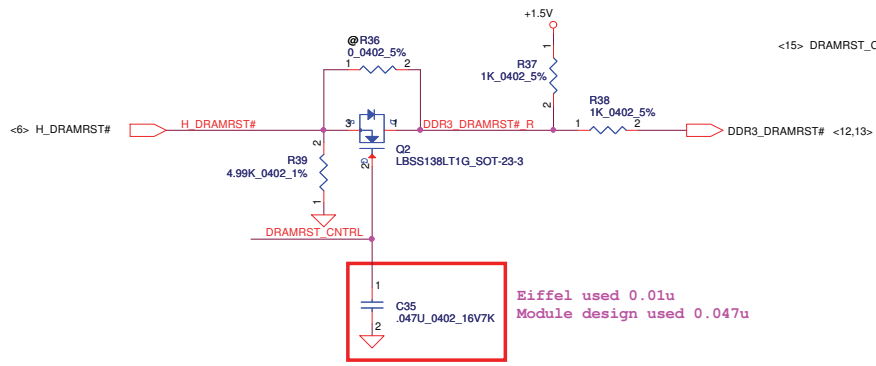 +1.5V
<15> DRAMRST_C
@R36
0_0402_5%
1 2
1
R37
1K_0402_5%
2
R38
1K_0402_5%
1 2
<6> H_DRAMRST#
H_DRAMRST#
3
1
DDR3_DRAMRST#_R
DDR3_DRAMRST# <12,13>
Q2
LBSS138LT1G_SOT-23-3
2
2
R39
4.99K_0402_1%
1
DRAMRST_CNTRL
1
C35
.047U_0402_16V7K
2
Eiffel used 0.01u
Module design used 0.047u